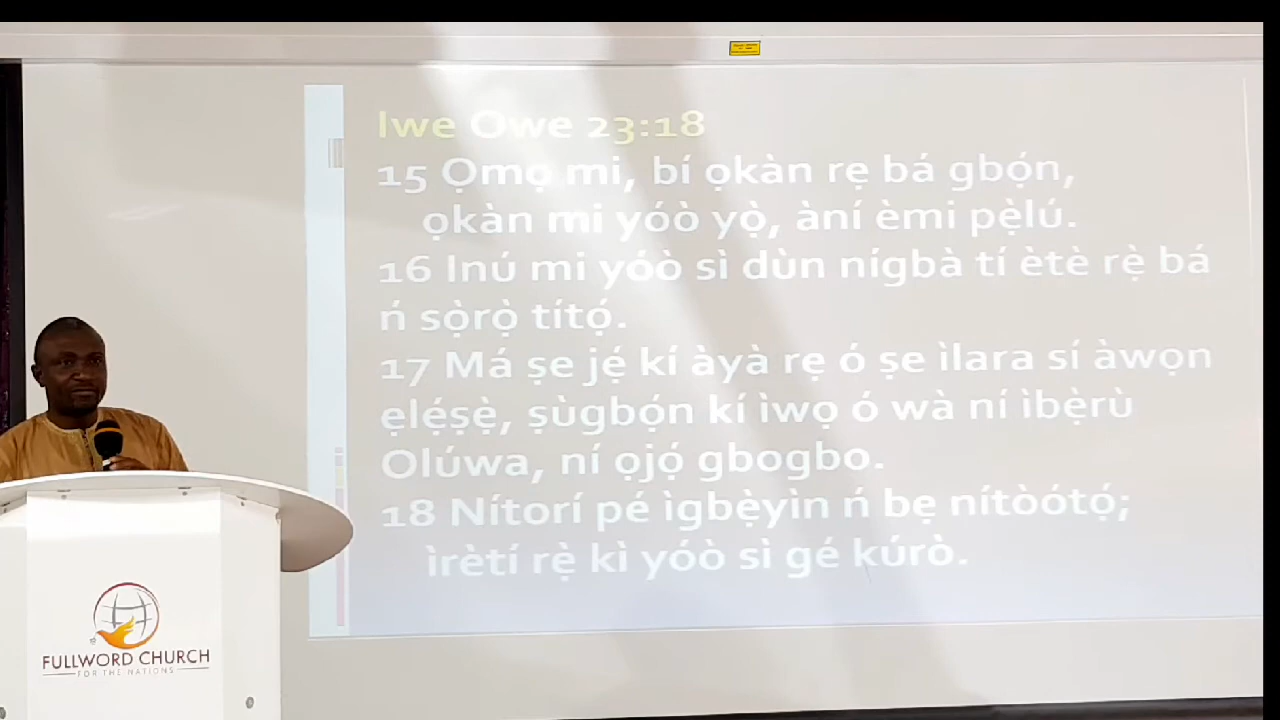 Iwe Owe 23:18
15 Ọmọ mi, bí ọkàn rẹ bá gbọ́n,
ọkàn mi yóò yọ̀, àní èmi pẹ̀lú.
16 Inú mi yóò sì dùn nígbà tí ètè rẹ̀ bá
ń sọ̀rọ̀ títọ́.
17 Má ṣe jẹ́ kí àyà rẹ ó ṣe ìlara sí àwọn
ẹlẹ́ṣẹ̀, ṣùgbọ́n kí ìwọ ó wà ní ìbẹ̀rù
Olúwa, ní ọjọ́ gbogbo.
18 Nítorí pé ìgbẹ̀yìn ń bẹ nítòótọ́;
ìrètí rẹ̀ kì yóò sì gé kúrò.
FULLWORD CHURCH
FOR THE NATIONS